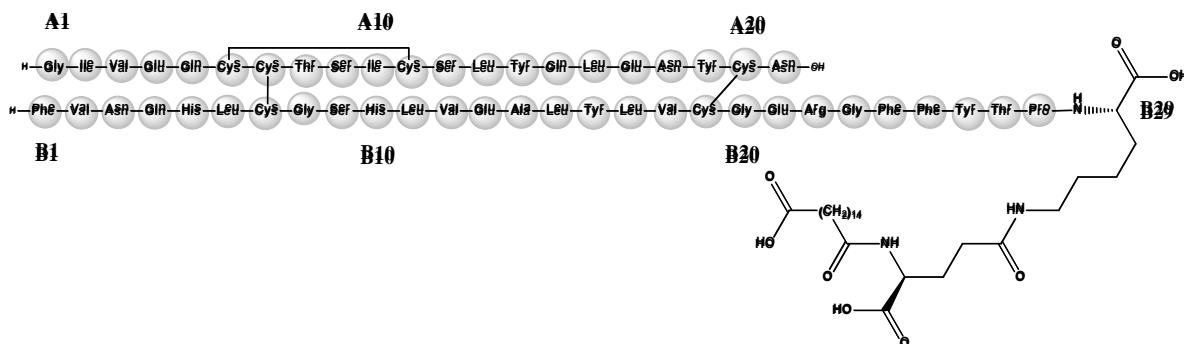 A1 A10 A20
H Gly Ile Val Glu Gln Cys Cys Thr Ser Ile Cys Ser Leu Tyr Gln Leu Glu Asn Tyr Cys Asn OH
H Phe Val Asn Gln His Leu Cys Gly Ser His Leu Val Glu Ala Leu Tyr Leu Val Cys Gly Glu Arg Gly Phe Phe Tyr Thr Pro
B1 B10 B20 B29
O
OH
H
N
O
(CH2)14
HO
NH
HN
O
O
HO
O